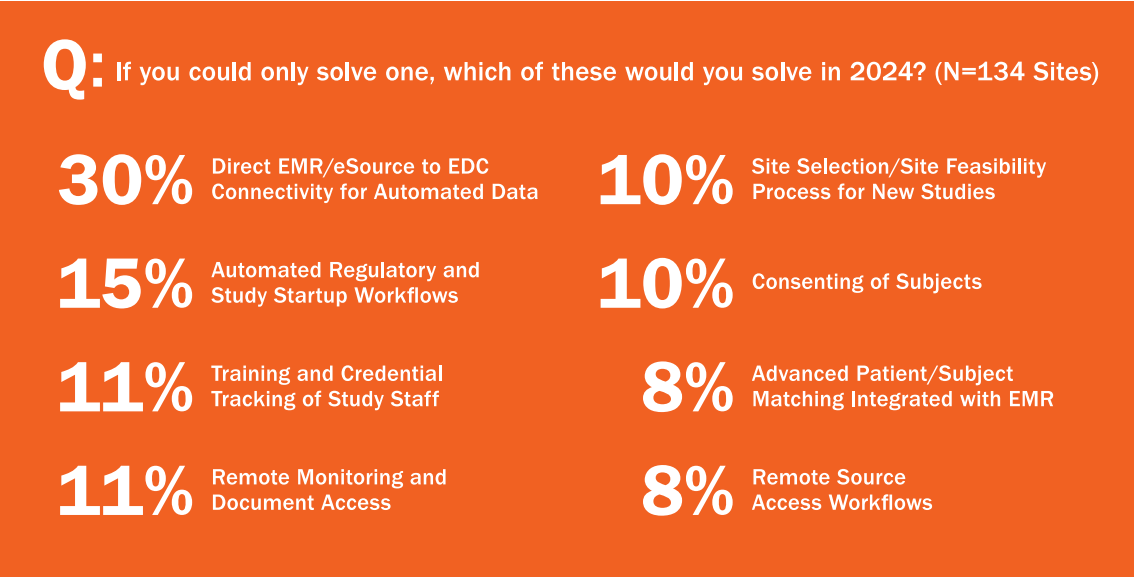 Q: If you could only solve one, which of these would you solve in 2024? (N=134 Sites)
30% Direct EMR/eSource to EDC
Connectivity for Automated Data
15% Automated Regulatory and
Study Startup Workflows
11% Training and Credential
Tracking of Study Staff
11% Remote Monitoring and
Document Access
10% Site Selection/Site Feasibility
Process for New Studies
10% Consenting of Subjects
8% Advanced Patient/Subject
Matching Integrated with EMR
8% Remote Source
Access Workflows